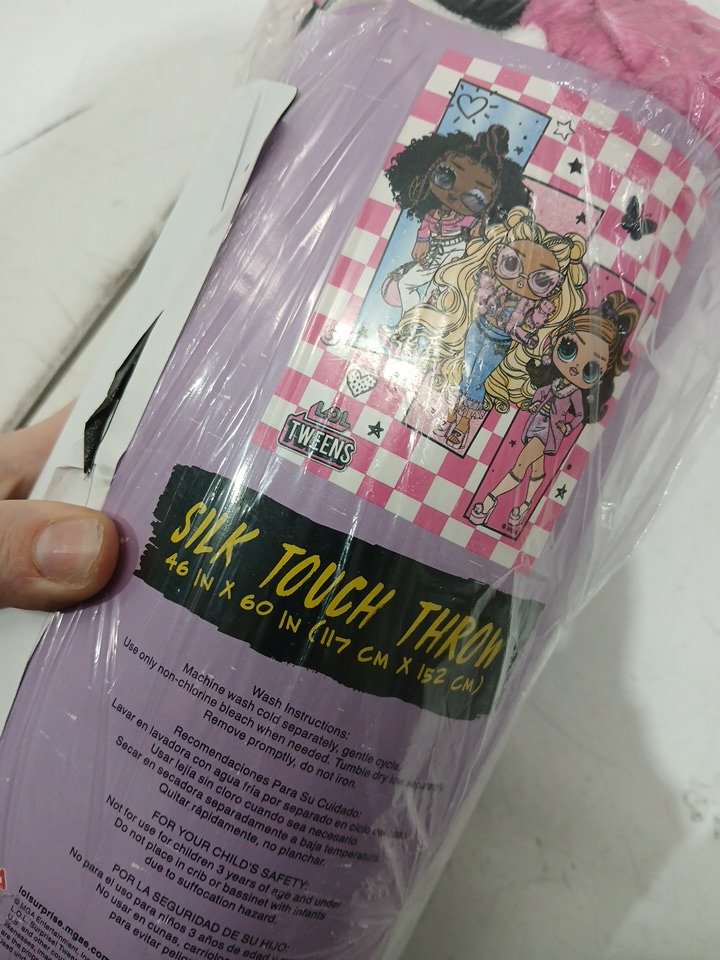 L.O.L.
TWEENS
SILK TOUCH THROW
46 IN X 60 IN (117 CM X 152 CM)
Wash Instructions:
Machine wash cold separately, gentle cycle.
Use only non-chlorine bleach when needed. Tumble dry low separately.
Remove promptly, do not iron.
Recomendaciones Para Su Cuidado:
Lavar en lavadora con agua fría por separado en ciclo
Usar lejía sin cloro cuando sea necesario.
Secar en secadora separadamente a baja temperatura.
Quitar rápidamente, no planchar.
FOR YOUR CHILD'S SAFETY:
Not for use for children 3 years of age and under.
Do not place in crib or bassinet with infants
due to suffocation hazard.
POR LA SEGURIDAD DE SU HIJO:
No para el uso para niños 3 años de edad
No usar en cunas,
para evitar
lolsurprise.mgae.com
© MGA Entertainment, Inc.
L.O.L. Surprise!
U.S. and other